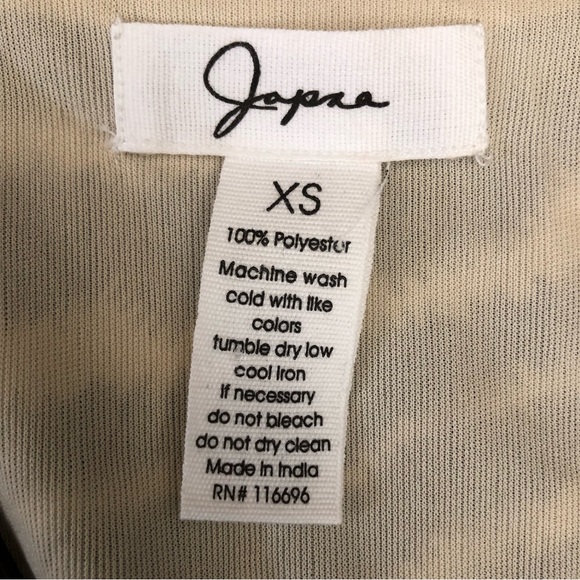 Japna
XS
100% Polyester
Machine wash
cold with like
colors
tumble dry low
cool iron
if necessary
do not bleach
do not dry clean
Made in India
RN# 116696